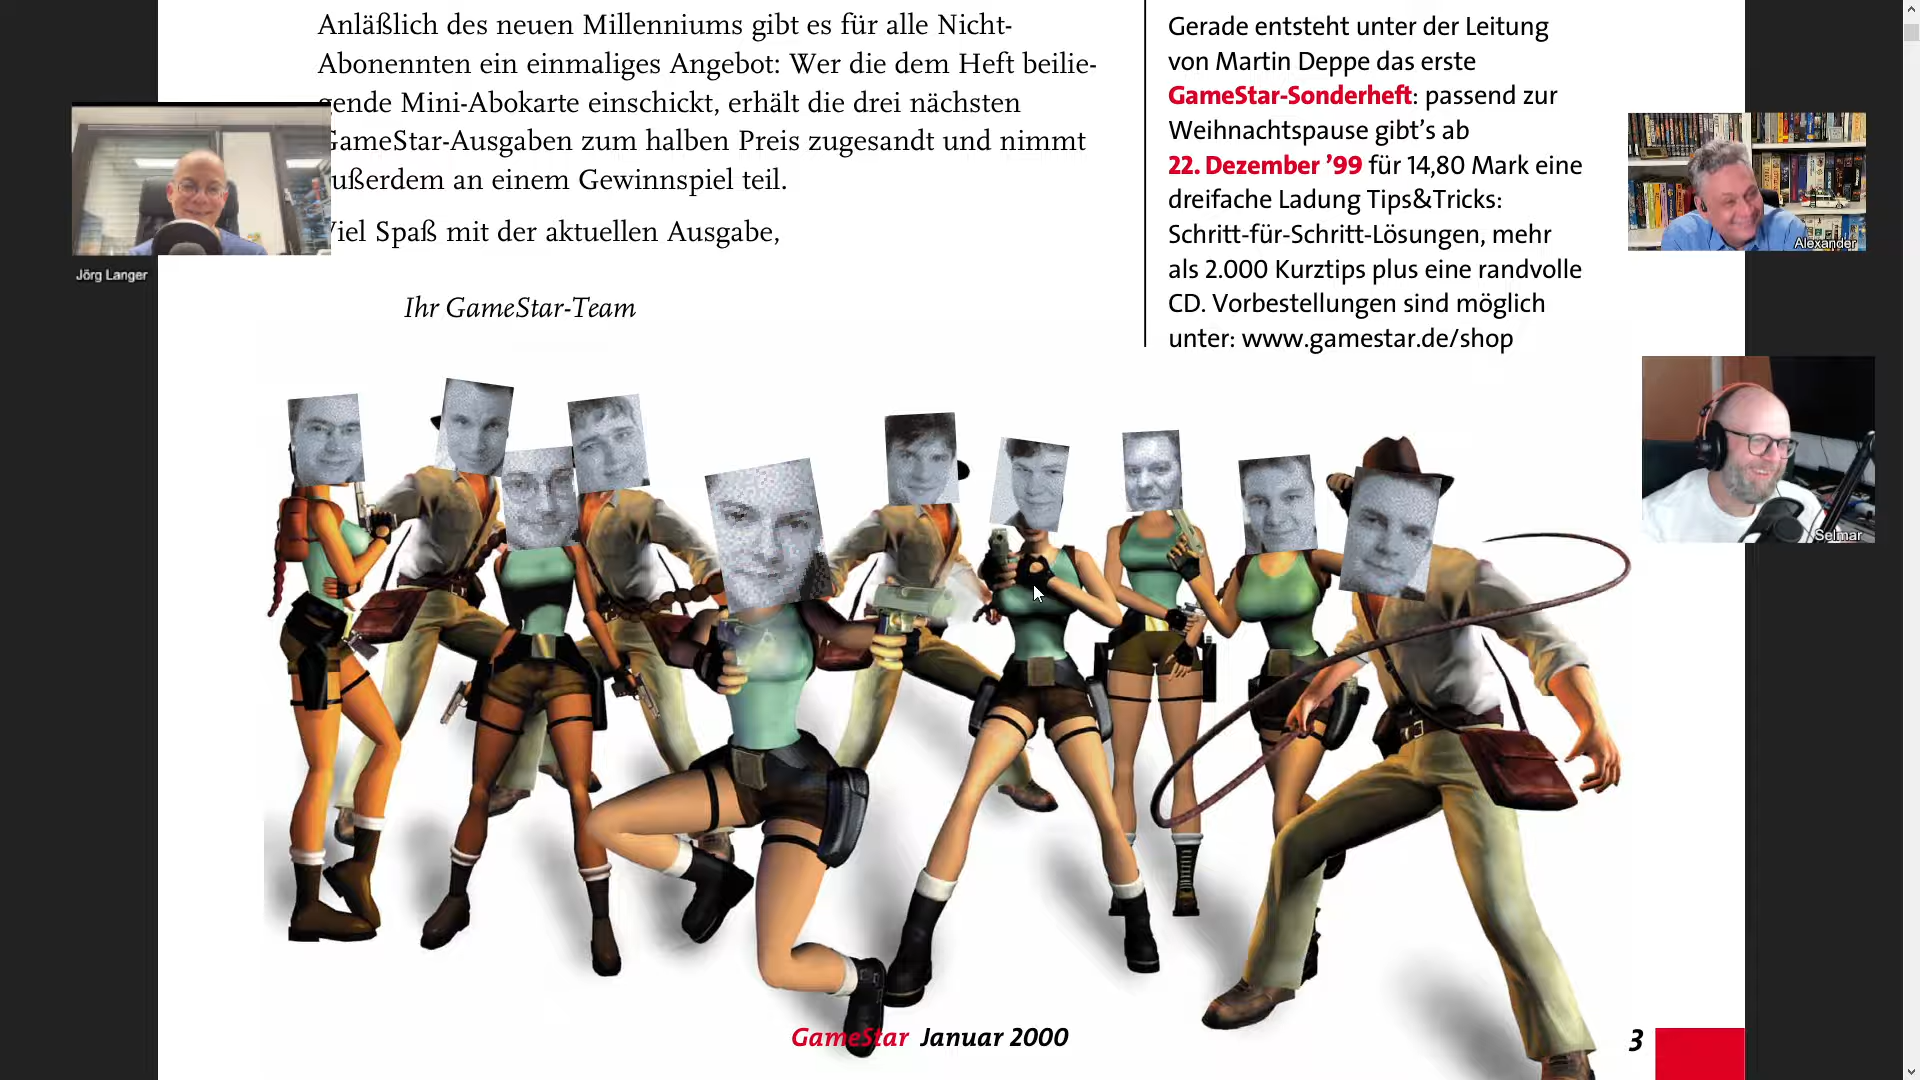 Anläßlich des neuen Millenniums gibt es für alle Nicht-
Abonennten ein einmaliges Angebot: Wer die dem Heft beilie-
gende Mini-Abokarte einschickt, erhält die drei nächsten
GameStar-Ausgaben zum halben Preis zugesandt und nimmt
ußerdem an einem Gewinnspiel teil.
Viel Spaß mit der aktuellen Ausgabe,
Ihr GameStar-Team
Gerade entsteht unter der Leitung
von Martin Deppe das erste
GameStar-Sonderheft: passend zur
Weihnachtspause gibt's ab
22. Dezember '99 für 14,80 Mark eine
dreifache Ladung Tips&Tricks:
Schritt-für-Schritt-Lösungen, mehr
als 2.000 Kurztips plus eine randvolle
CD. Vorbestellungen sind möglich
unter: www.gamestar.de/shop
Jörg Langer
Alexander
Selmar
GameStar Januar 2000
3